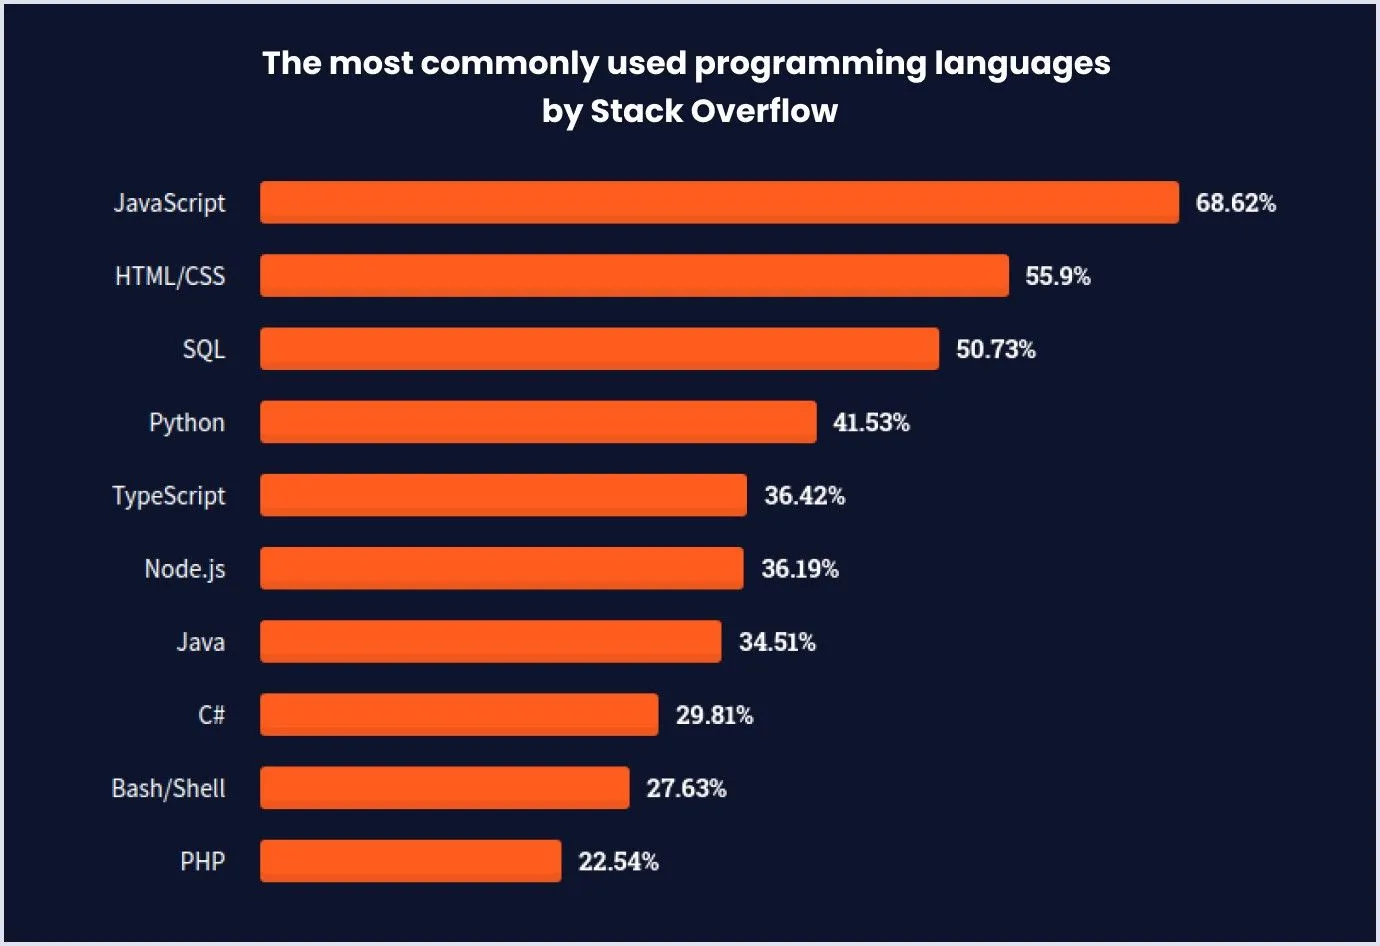 The most commonly used programming languages
by Stack Overflow
JavaScript 68.62%
HTML/CSS 55.9%
SQL 50.73%
Python 41.53%
TypeScript 36.42%
Node.js 36.19%
Java 34.51%
C# 29.81%
Bash/Shell 27.63%
PHP 22.54%